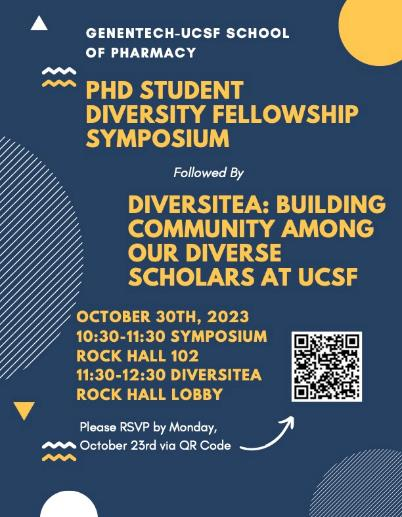 GENENTECH-UCSF SCHOOL
OF PHARMACY
PHD STUDENT
DIVERSITY FELLOWSHIP
SYMPOSIUM
Followed By
DIVERSITEA: BUILDING
COMMUNITY AMONG
OUR DIVERSE
SCHOLARS AT UCSF
OCTOBER 30TH, 2023
10:30-11:30 SYMPOSIUM
ROCK HALL 102
11:30-12:30 DIVERSITEA
ROCK HALL LOBBY
Please RSVP by Monday,
October 23rd via QR Code